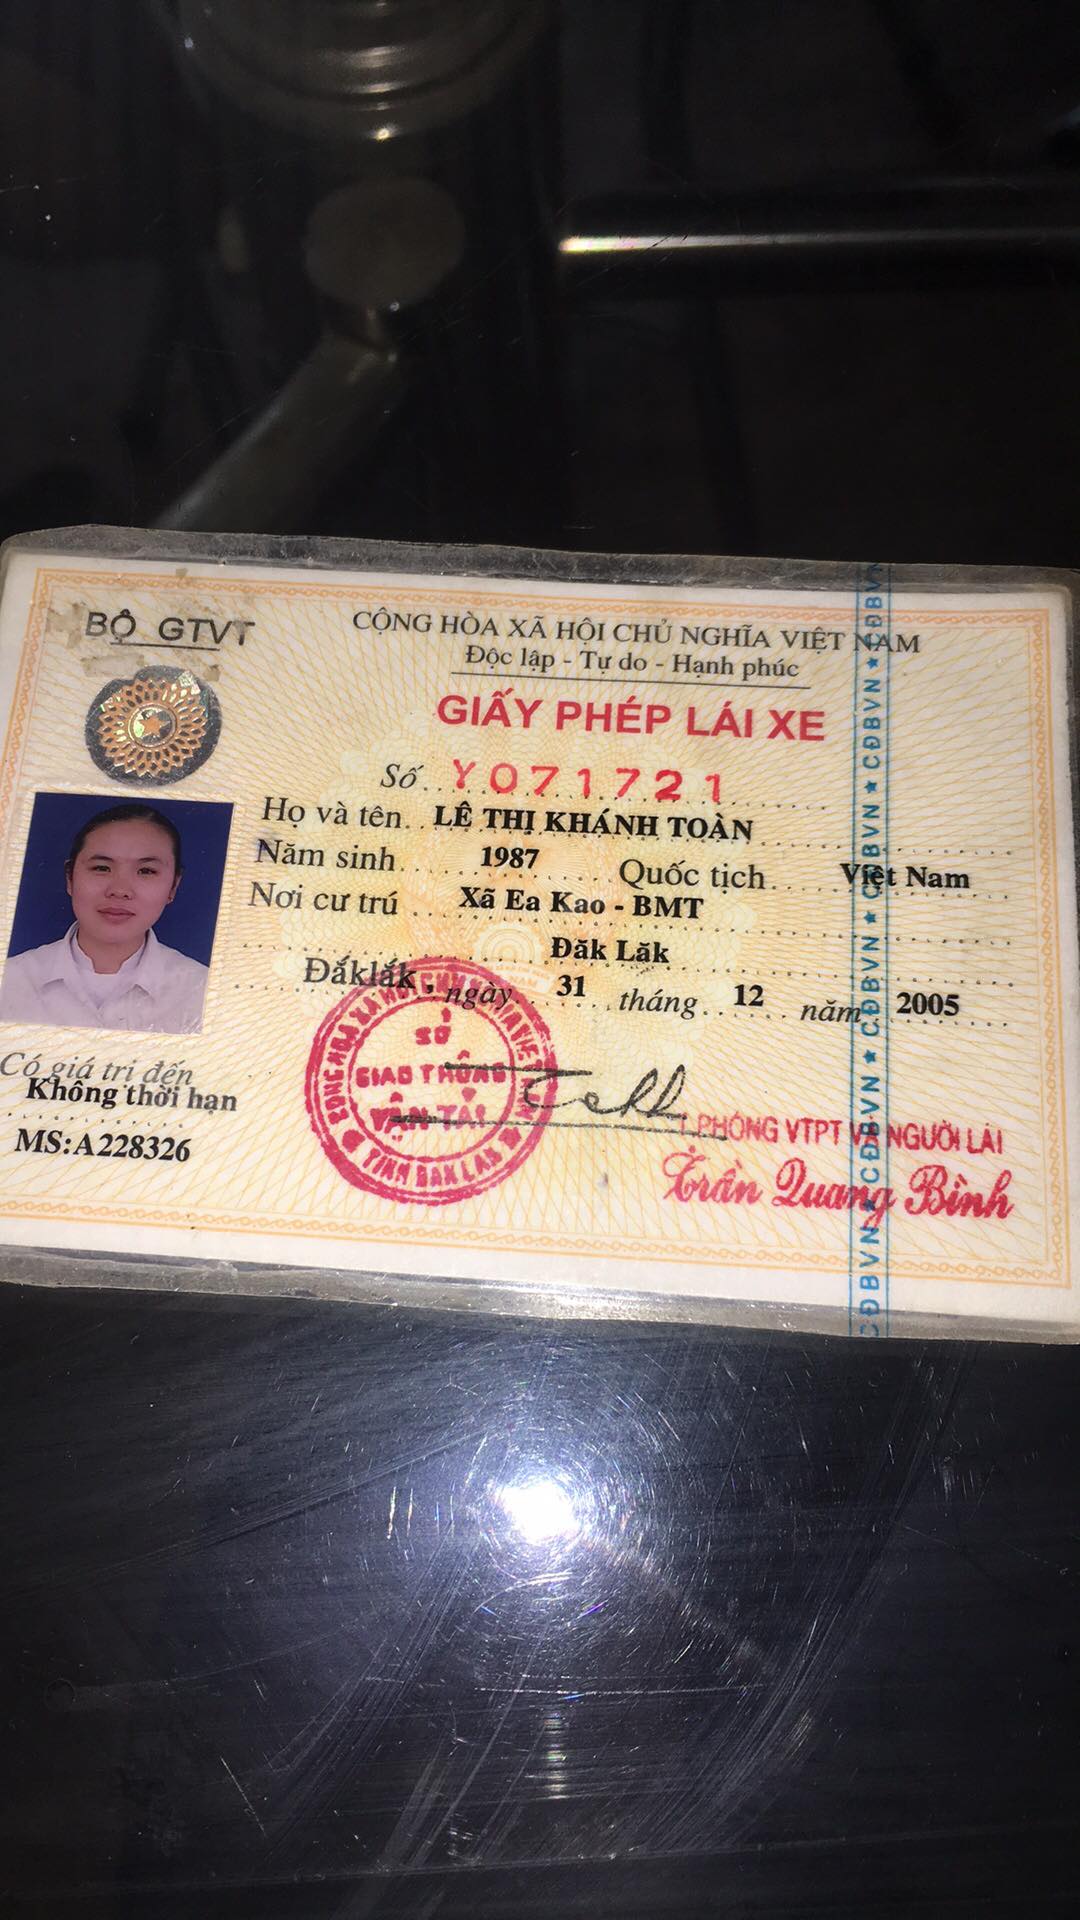 BỘ GTVT
CỘNG HÒA XÃ HỘI CHỦ NGHĨA VIỆT NAM
Độc lập - Tự do - Hạnh phúc
GIẤY PHÉP LÁI XE
Số Y071721
Họ và tên LÊ THỊ KHÁNH TOÀN
Năm sinh 1987 Quốc tịch Việt Nam
Nơi cư trú Xã Ea Kao - BMT
Đăk Lăk
Đắklắk, ngày 31 tháng 12 năm 2005
Có giá trị đến
Không thời hạn
MS:A228326
SỞ
GIAO THÔNG
VẬN TẢI
TỈNH ĐAK LAK
T.PHÒNG VTPT VÀ NGƯỜI LÁI
Trần Quang Bình
CĐBVN ★ CĐBVN ★ CĐBVN ★ CĐBVN ★ CĐBVN ★ CĐBVN